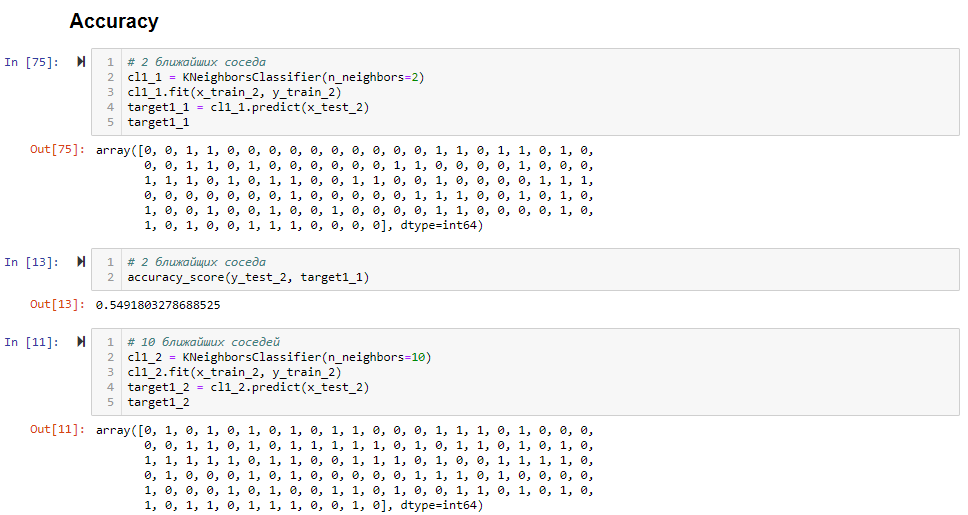 Accuracy
In [75]:
1 # 2 ближайших соседа
2 cl1_1 = KNeighborsClassifier(n_neighbors=2)
3 cl1_1.fit(x_train_2, y_train_2)
4 target1_1 = cl1_1.predict(x_test_2)
5 target1_1
Out[75]: array([0, 0, 1, 1, 0, 0, 0, 0, 0, 0, 0, 0, 0, 0, 1, 1, 0, 1, 1, 0, 1, 0,
0, 0, 1, 1, 0, 1, 0, 0, 0, 0, 0, 0, 1, 1, 0, 0, 0, 0, 1, 0, 0, 0,
1, 1, 1, 0, 1, 0, 1, 1, 0, 0, 1, 1, 0, 0, 1, 0, 0, 0, 0, 1, 1, 1,
0, 0, 0, 0, 0, 0, 0, 1, 0, 0, 0, 0, 0, 1, 1, 1, 0, 0, 1, 0, 1, 0,
1, 0, 0, 1, 0, 0, 1, 0, 0, 1, 0, 0, 0, 0, 1, 1, 0, 0, 0, 0, 1, 0,
1, 0, 1, 0, 0, 1, 1, 1, 0, 0, 0, 0], dtype=int64)
In [13]:
1 # 2 ближайщих соседа
2 accuracy_score(y_test_2, target1_1)
Out[13]: 0.5491803278688525
In [11]:
1 # 10 ближайших соседей
2 cl1_2 = KNeighborsClassifier(n_neighbors=10)
3 cl1_2.fit(x_train_2, y_train_2)
4 target1_2 = cl1_2.predict(x_test_2)
5 target1_2
Out[11]: array([0, 1, 0, 1, 0, 1, 0, 1, 0, 1, 1, 0, 0, 0, 1, 1, 1, 0, 1, 0, 0, 0,
0, 0, 1, 1, 0, 1, 0, 1, 1, 1, 1, 1, 0, 1, 0, 1, 1, 0, 1, 0, 1, 0,
1, 1, 1, 1, 1, 0, 1, 1, 0, 0, 1, 1, 1, 0, 1, 0, 0, 1, 1, 1, 1, 0,
0, 1, 0, 0, 0, 1, 0, 1, 0, 0, 0, 0, 0, 1, 1, 1, 0, 1, 0, 0, 0, 0,
1, 0, 0, 0, 1, 0, 1, 0, 0, 1, 1, 0, 1, 0, 0, 1, 1, 0, 1, 0, 1, 0,
1, 0, 1, 1, 0, 1, 1, 1, 0, 0, 1, 0], dtype=int64)